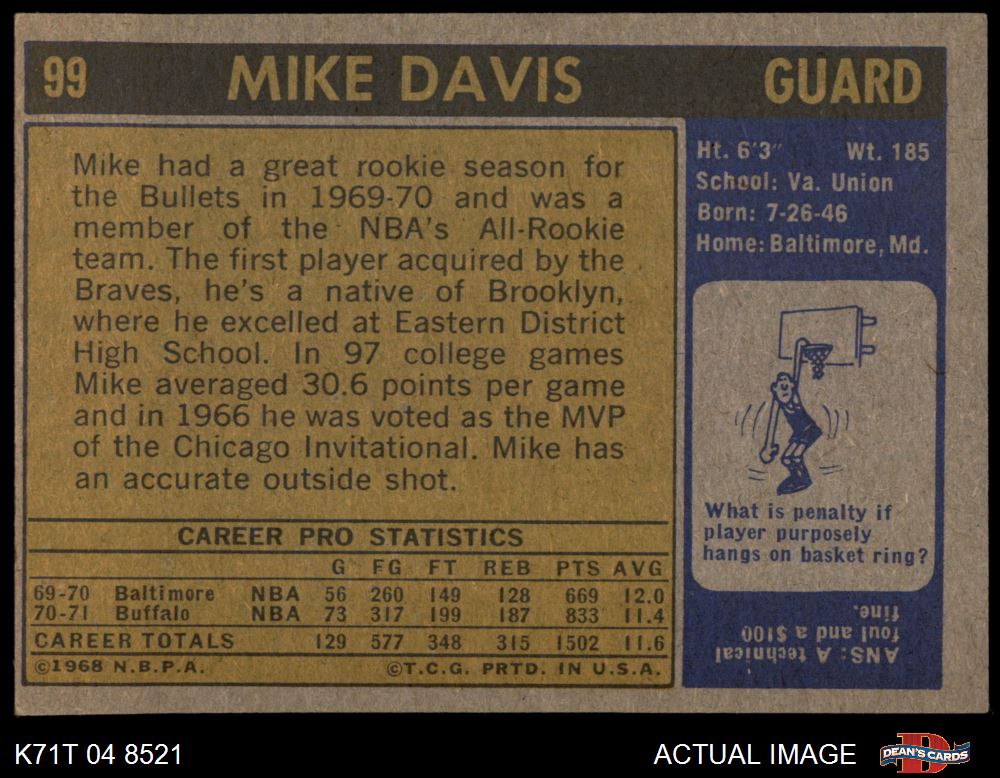 99 MIKE DAVIS GUARD
Mike had a great rookie season for
the Bullets in 1969-70 and was a
member of the NBA's All-Rookie
team. The first player acquired by the
Braves, he's a native of Brooklyn,
where he excelled at Eastern District
High School. In 97 college games
Mike averaged 30.6 points per game
and in 1966 he was voted as the MVP
of the Chicago Invitational. Mike has
an accurate outside shot.
CAREER PRO STATISTICS
G FG FT REB PTS AVG
69-70 Baltimore NBA 56 260 149 128 669 12.0
70-71 Buffalo NBA 73 317 199 187 833 11.4
CAREER TOTALS 129 577 348 315 1502 11.6
©1968 N.B.P.A. ©T.C.G. PRTD. IN U.S.A.
Ht. 6'3" Wt. 185
School: Va. Union
Born: 7-26-46
Home: Baltimore, Md.
What is penalty if
player purposely
hangs on basket ring?
ANS: A technical
foul and a $100
fine.
K71T 04 8521 ACTUAL IMAGE
DEAN'S CARDS